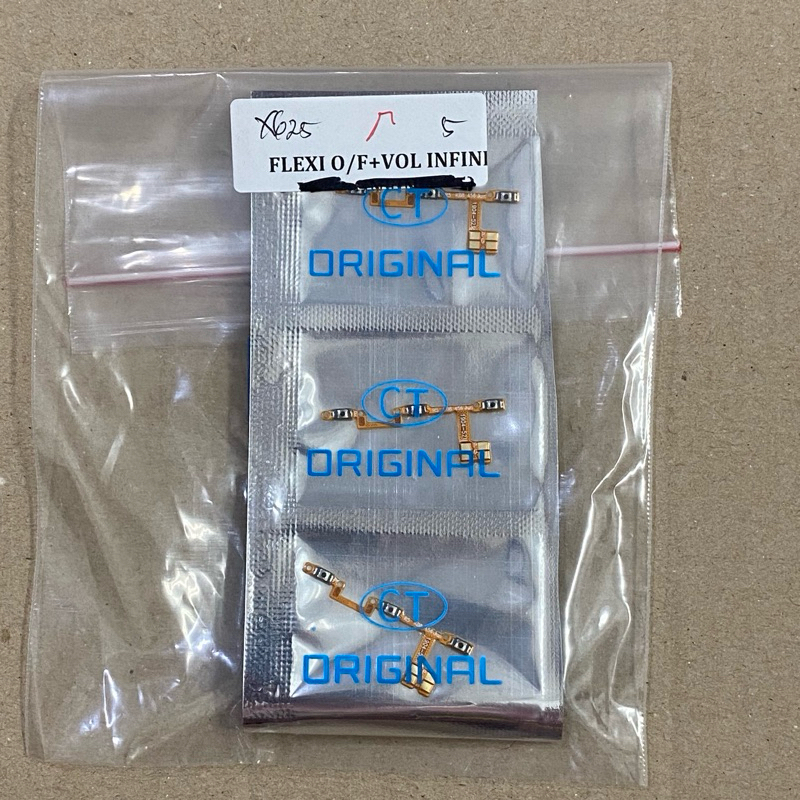 X625 5
FLEXI O/F+VOL INFINI
CT
ORIGINAL
CT
ORIGINAL
CT
ORIGINAL